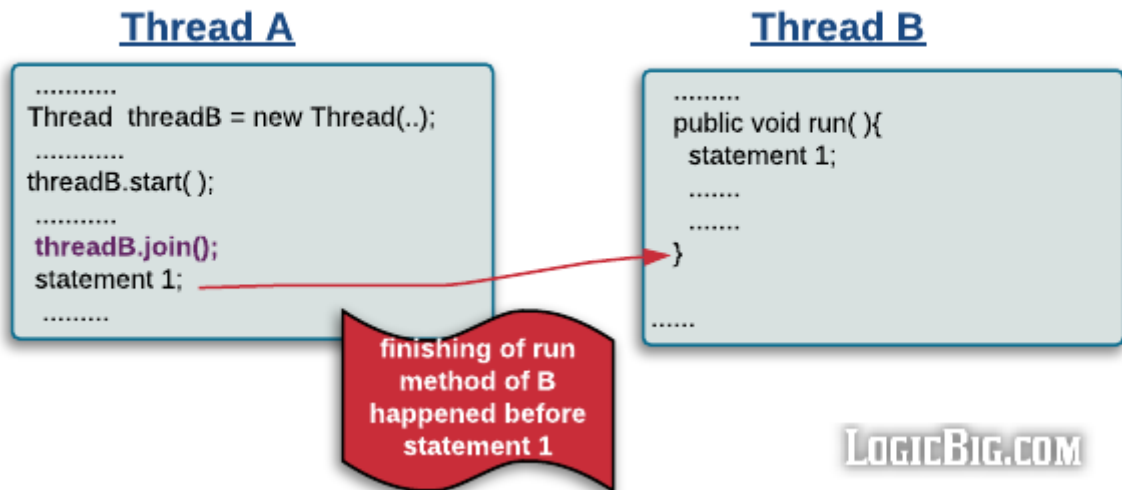 Thread A
...........
Thread  threadB = new Thread(..);
............
threadB.start( );
...........
threadB.join();
statement 1;
.........
finishing of run
method of B
happened before
statement 1
Thread B
.........
public void run( ){
statement 1;
.......
.......
}
......
LOGICBIG.COM